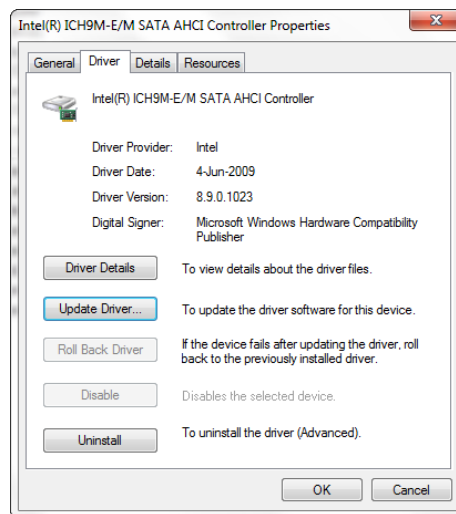 Intel(R) ICH9M-E/M SATA AHCI Controller Properties
General Driver Details Resources
Intel(R) ICH9M-E/M SATA AHCI Controller
Driver Provider: Intel
Driver Date: 4-Jun-2009
Driver Version: 8.9.0.1023
Digital Signer: Microsoft Windows Hardware Compatibility
Publisher
Driver Details To view details about the driver files.
Update Driver... To update the driver software for this device.
Roll Back Driver If the device fails after updating the driver, roll
back to the previously installed driver.
Disable Disables the selected device.
Uninstall To uninstall the driver (Advanced).
OK Cancel